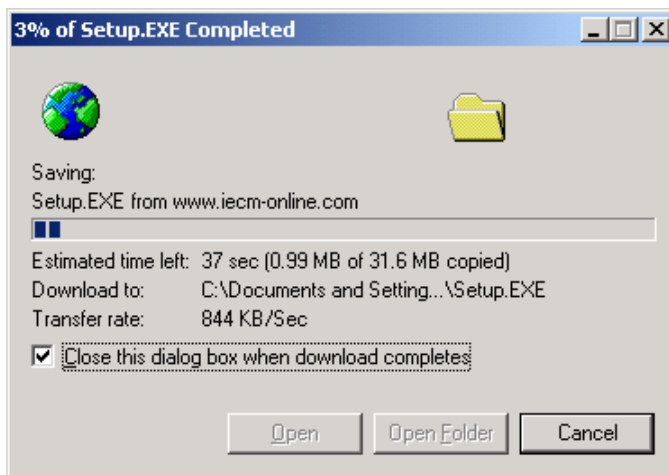 3% of Setup.EXE Completed
Saving:
Setup.EXE from www.iecm-online.com
Estimated time left: 37 sec (0.99 MB of 31.6 MB copied)
Download to: C:\Documents and Setting...\Setup.EXE
Transfer rate: 844 KB/Sec
Close this dialog box when download completes
Open Open Folder Cancel